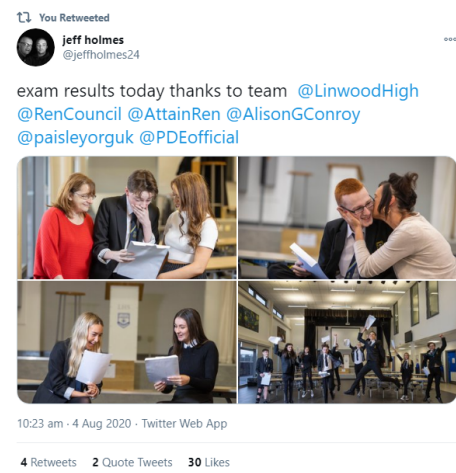 You Retweeted
jeff holmes
@jeffholmes24
exam results today thanks to team @LinwoodHigh
@RenCouncil @AttainRen @AlisonGConroy
@paisleyorguk @PDEofficial
10:23 am · 4 Aug 2020 · Twitter Web App
4 Retweets 2 Quote Tweets 30 Likes